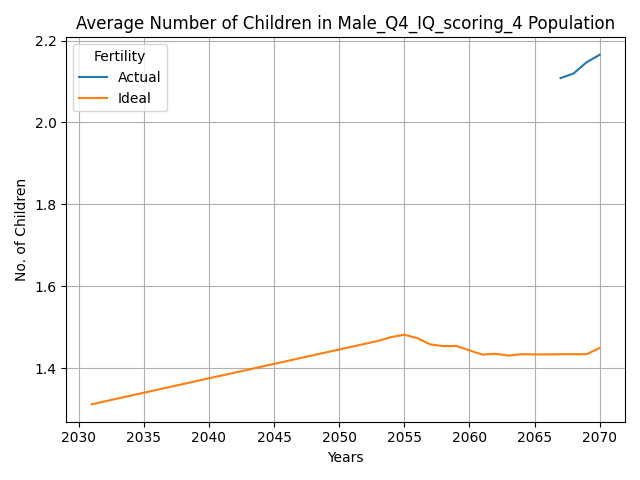 Average Number of Children in Male_Q4_IQ_scoring_4 Population
Fertility
Actual
Ideal
No. of Children
2.2
2.0
1.8
1.6
1.4
2030 2035 2040 2045 2050 2055 2060 2065 2070
Years